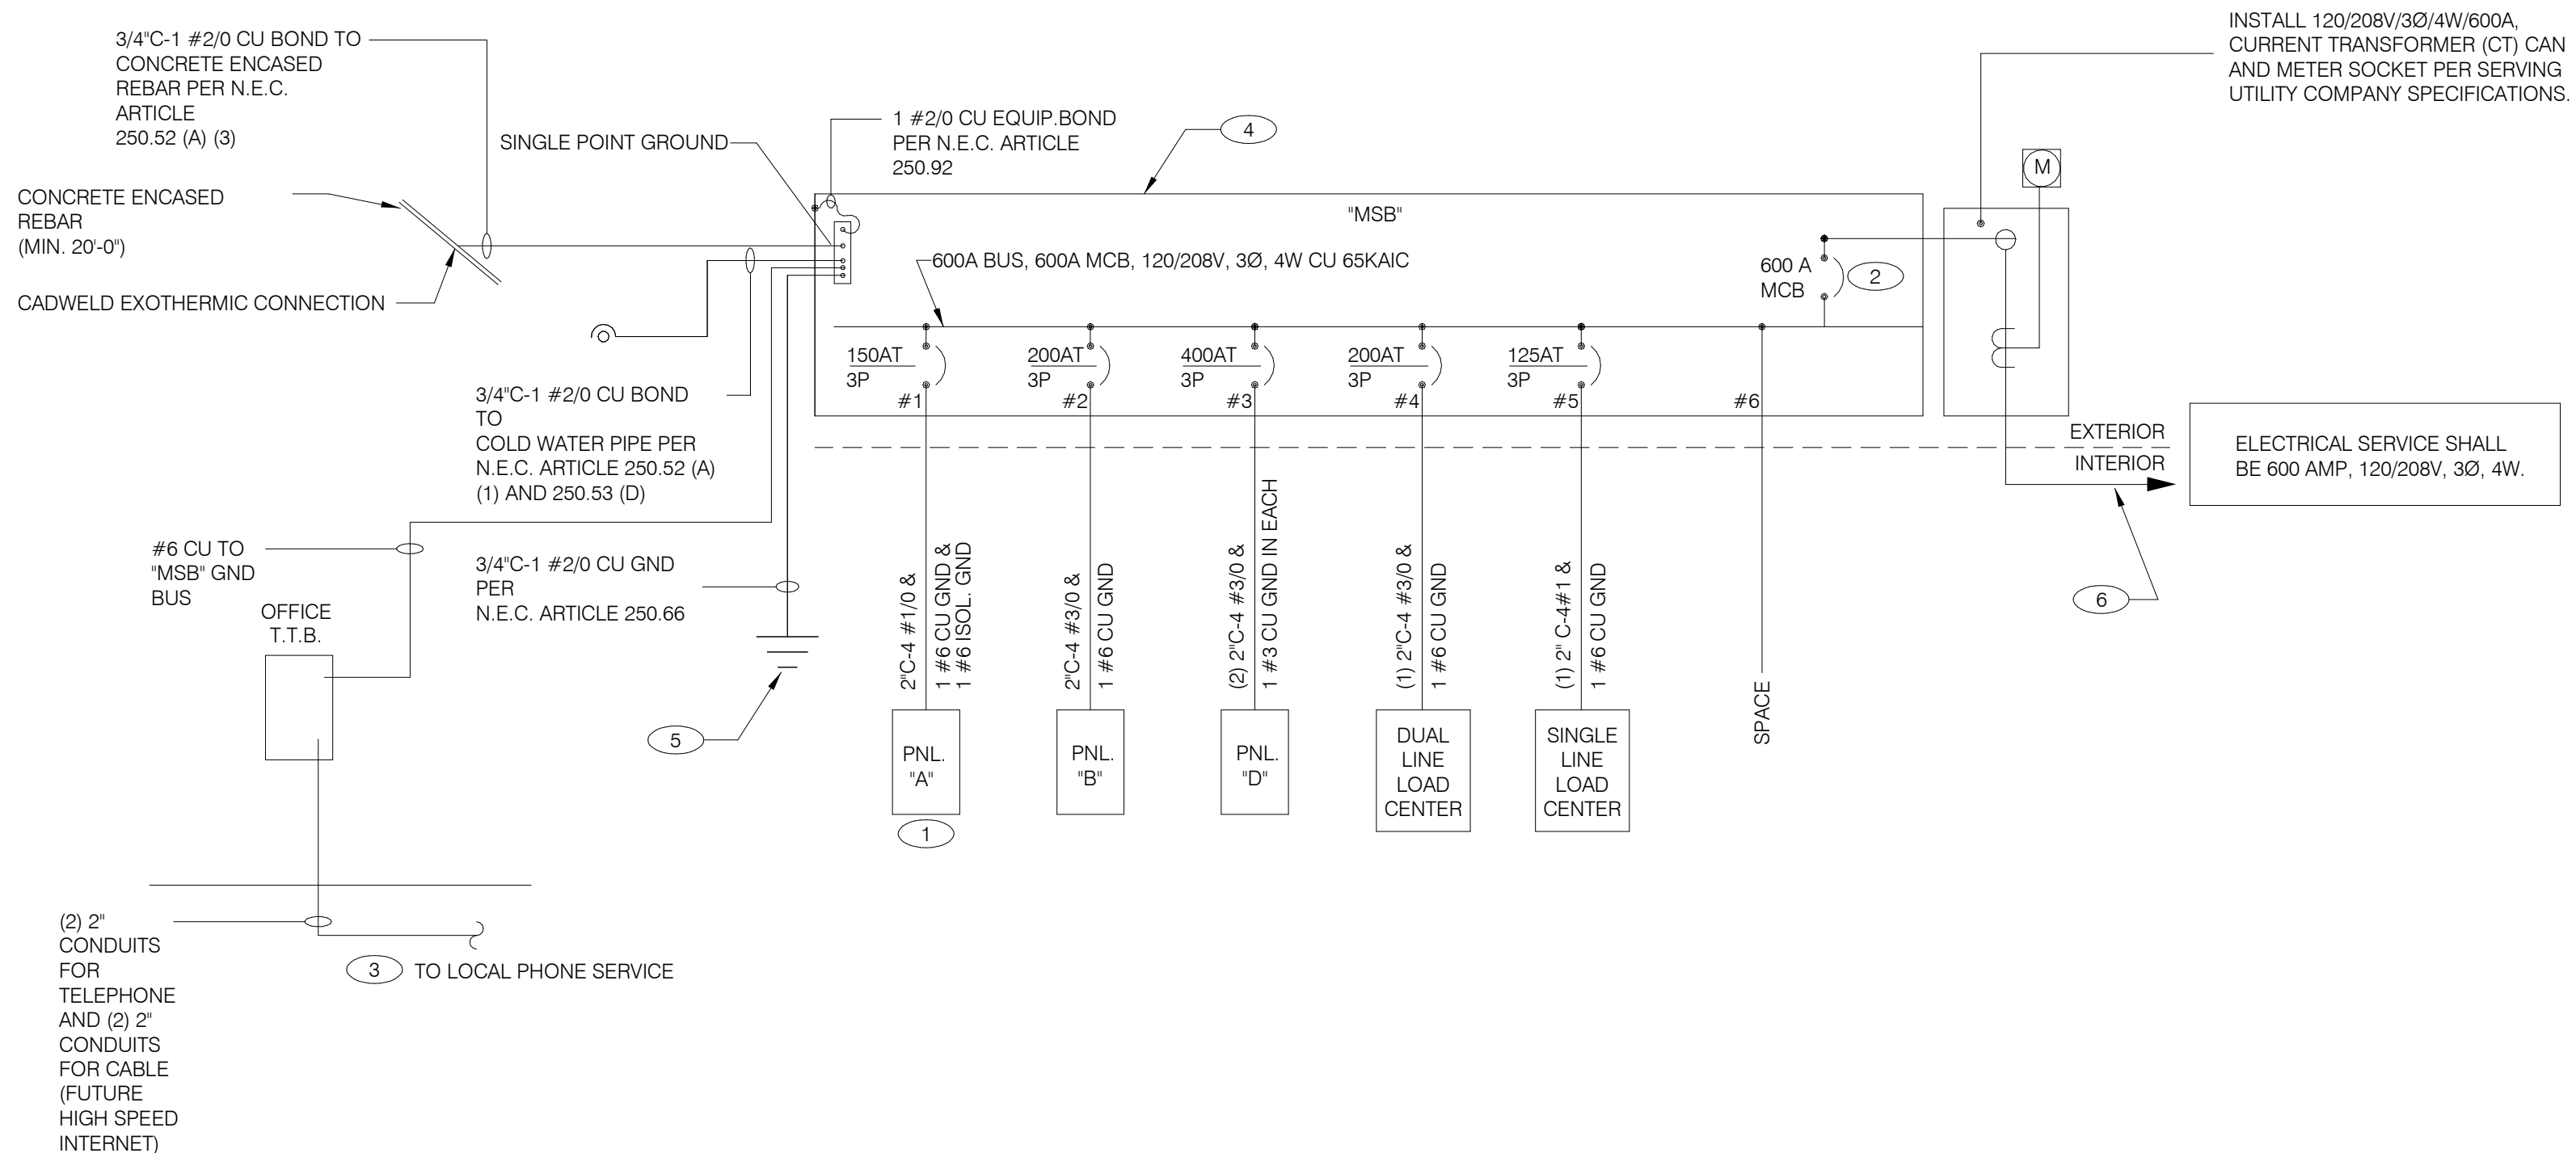 3/4"C-1 #2/0 CU BOND TO
CONCRETE ENCASED
REBAR PER N.E.C.
ARTICLE
250.52 (A) (3)
CONCRETE ENCASED
REBAR
(MIN. 20'-0")
CADWELD EXOTHERMIC CONNECTION
SINGLE POINT GROUND
1 #2/0 CU EQUIP.BOND
PER N.E.C. ARTICLE
250.92
4
INSTALL 120/208V/3Ø/4W/600A,
CURRENT TRANSFORMER (CT) CAN
AND METER SOCKET PER SERVING
UTILITY COMPANY SPECIFICATIONS.
M
"MSB"
600A BUS, 600A MCB, 120/208V, 3Ø, 4W CU 65KAIC
600 A
MCB
2
150AT
3P
#1
200AT
3P
#2
400AT
3P
#3
200AT
3P
#4
125AT
3P
#5
#6
EXTERIOR
INTERIOR
ELECTRICAL SERVICE SHALL
BE 600 AMP, 120/208V, 3Ø, 4W.
6
3/4"C-1 #2/0 CU BOND
TO
COLD WATER PIPE PER
N.E.C. ARTICLE 250.52 (A)
(1) AND 250.53 (D)
#6 CU TO
"MSB" GND
BUS
3/4"C-1 #2/0 CU GND
PER
N.E.C. ARTICLE 250.66
OFFICE
T.T.B.
5
2"C-4 #1/0 &
1 #6 CU GND &
1 #6 ISOL. GND
2"C-4 #3/0 &
1 #6 CU GND
(2) 2"C-4 #3/0 &
1 #3 CU GND IN EACH
(1) 2"C-4 #3/0 &
1 #6 CU GND
(1) 2" C-4#1 &
1 #6 CU GND
SPACE
PNL.
"A"
1
PNL.
"B"
PNL.
"D"
DUAL
LINE
LOAD
CENTER
SINGLE
LINE
LOAD
CENTER
(2) 2"
CONDUITS
FOR
TELEPHONE
AND (2) 2"
CONDUITS
FOR CABLE
(FUTURE
HIGH SPEED
INTERNET)
3 TO LOCAL PHONE SERVICE